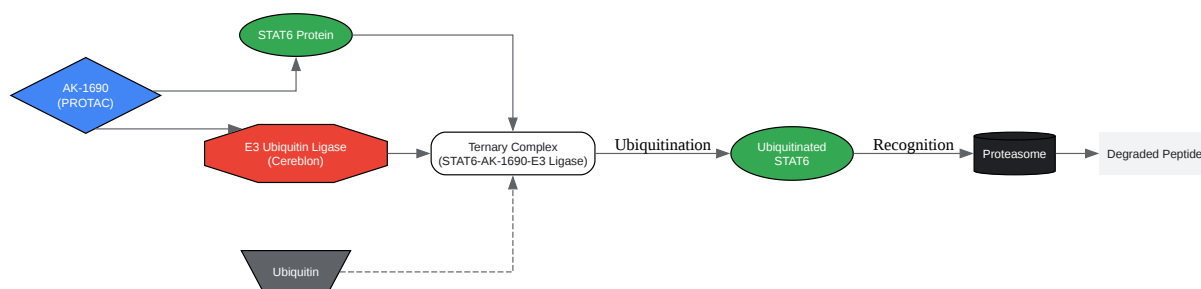 STAT6 Protein
AK-1690
(PROTAC)
E3 Ubiquitin Ligase
(Cereblon)
Ternary Complex
(STAT6-AK-1690-E3 Ligase)
Ubiquitination
Ubiquitinated
STAT6
Recognition
Proteasome
Degraded Peptide
Ubiquitin